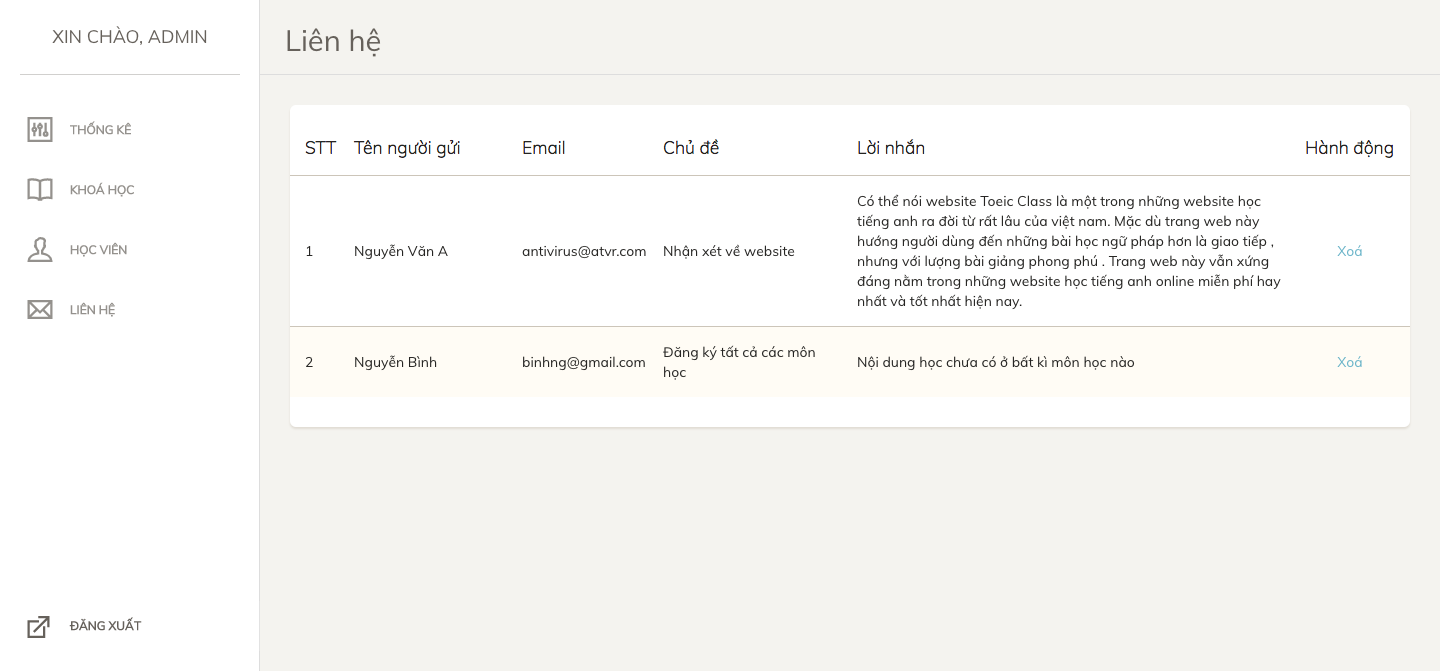 XIN CHÀO, ADMIN
THỐNG KÊ
KHOÁ HỌC
HỌC VIÊN
LIÊN HỆ
ĐĂNG XUẤT
Liên hệ
STT Tên người gửi Email Chủ đề Lời nhắn Hành động
1 Nguyễn Văn A antivirus@atvr.com Nhận xét về website
Có thể nói website Toeic Class là một trong những website học
tiếng anh ra đời từ rất lâu của việt nam. Mặc dù trang web này
hướng người dùng đến những bài học ngữ pháp hơn là giao tiếp ,
nhưng với lượng bài giảng phong phú . Trang web này vẫn xứng
đáng nằm trong những website học tiếng anh online miễn phí hay
nhất và tốt nhất hiện nay.
Xoá
2 Nguyễn Bình binhng@gmail.com
Đăng ký tất cả các môn
học
Nội dung học chưa có ở bất kì môn học nào
Xoá